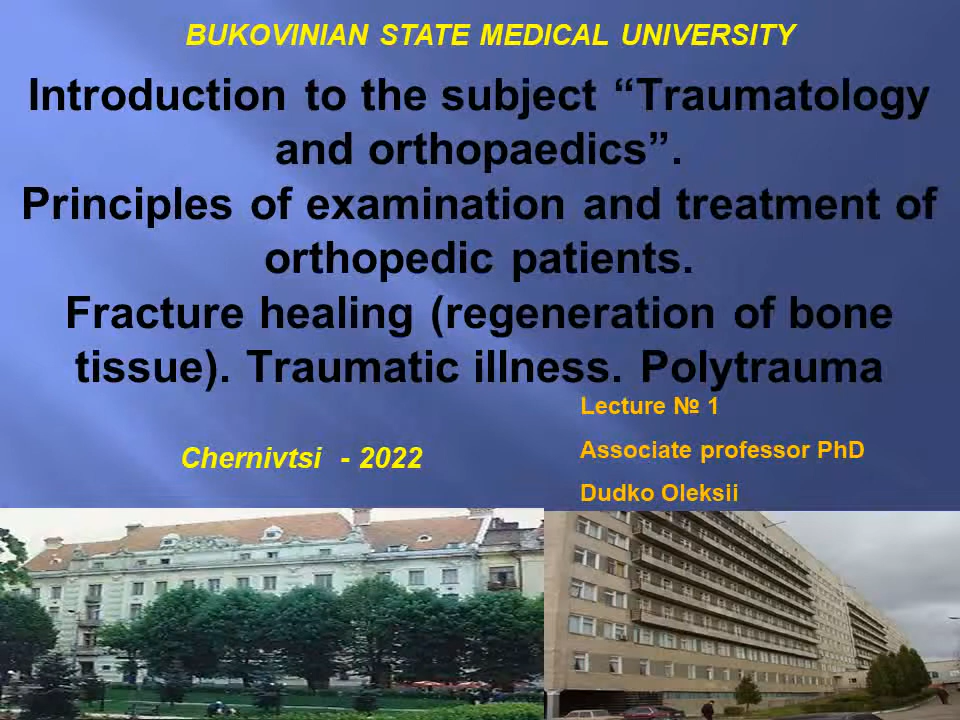 BUKOVINIAN STATE MEDICAL UNIVERSITY
Introduction to the subject “Traumatology
and orthopaedics”.
Principles of examination and treatment of
orthopedic patients.
Fracture healing (regeneration of bone
tissue). Traumatic illness. Polytrauma
Lecture № 1
Associate professor PhD
Chernivtsi - 2022
Dudko Oleksii